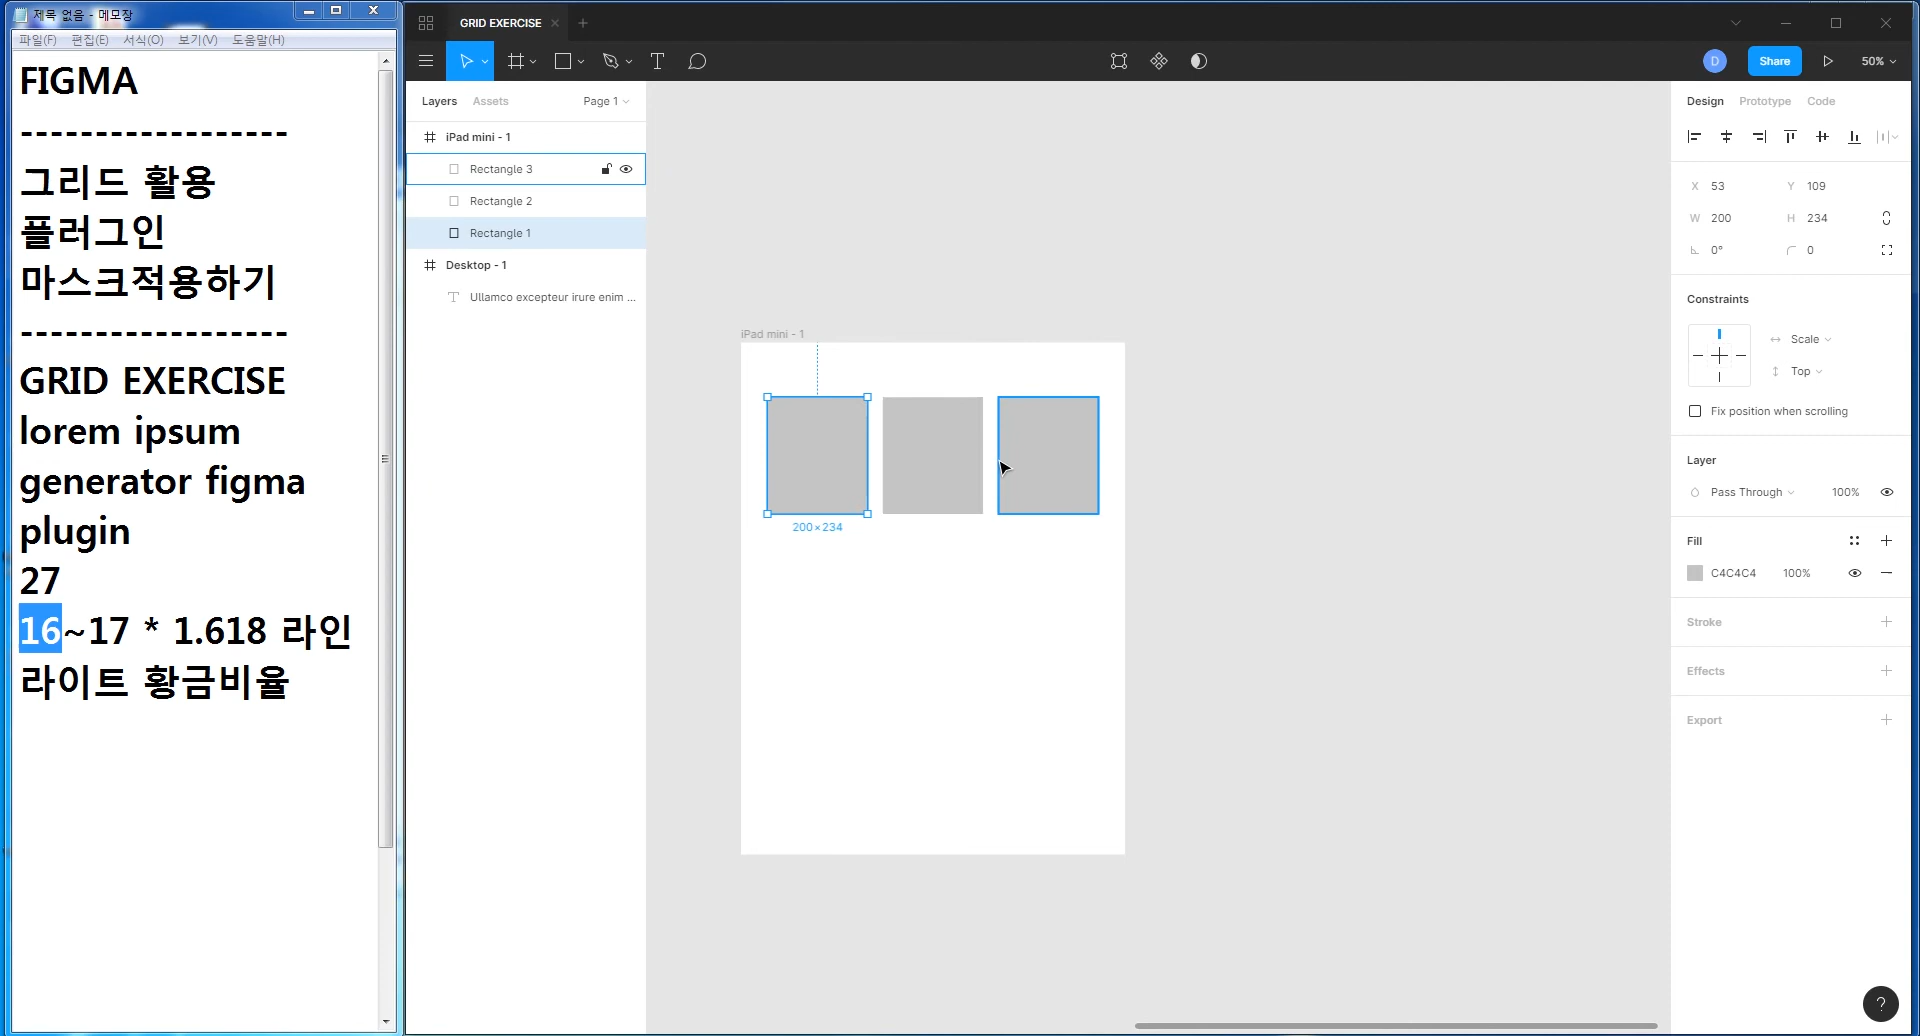 제목 없음 - 메모장
파일(F) 편집(E) 서식(O) 보기(V) 도움말(H)
FIGMA
------------------
그리드 활용
플러그인
마스크적용하기
------------------
GRID EXERCISE
lorem ipsum
generator figma
plugin
27
16~17 * 1.618 라인
라이트 황금비율
GRID EXERCISE
D
Share
50%
Layers Assets Page 1
iPad mini - 1
Rectangle 3
Rectangle 2
Rectangle 1
Desktop - 1
Ullamco excepteur irure enim ...
iPad mini - 1
200×234
Design Prototype Code
X 53 Y 109
W 200 H 234
0° 0
Constraints
Scale
Top
Fix position when scrolling
Layer
Pass Through 100%
Fill
C4C4C4 100%
Stroke
Effects
Export
?